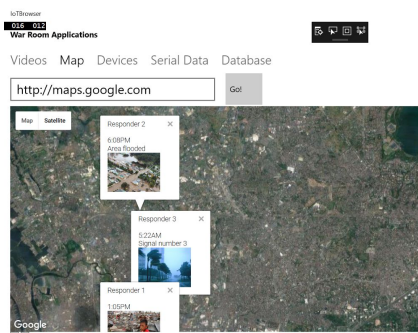 IoTBrowser
016 012
War Room Applications
Videos Map Devices Serial Data Database
http://maps.google.com Go!
Map Satellite
Responder 2 ×
6:08PM
Area flooded
Responder 3 ×
5:22AM
Signal number 3
Responder 1 ×
1:05PM
Google